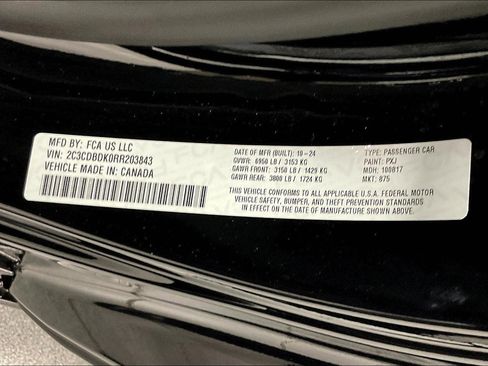 MFD BY: FCA US LLC
VIN: 2C3CDBDK0RR203843
VEHICLE MADE IN: CANADA
DATE OF MFR (BUILT): 10-24
GVWR: 6950 LB / 3153 KG
GAWR FRONT: 3150 LB / 1429 KG
GAWR REAR: 3800 LB / 1724 KG
TYPE: PASSENGER CAR
PAINT: PXJ
MDH: 100817
MKT: 875
THIS VEHICLE CONFORMS TO ALL APPLICABLE U.S.A. FEDERAL MOTOR
VEHICLE SAFETY, BUMPER, AND THEFT PREVENTION STANDARDS
IN EFFECT ON THE DATE OF MANUFACTURE SHOWN ABOVE.